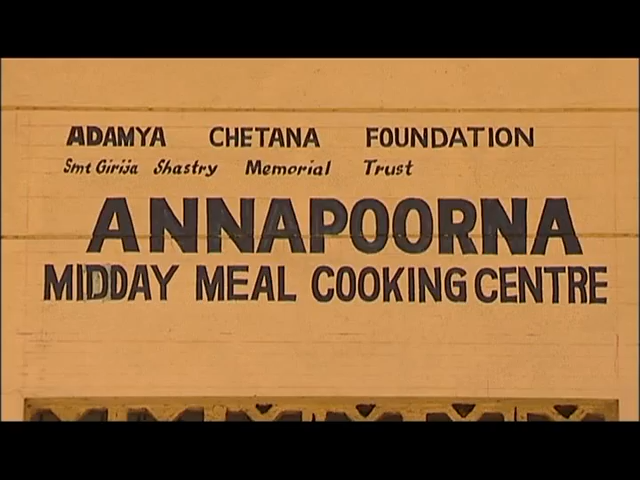 ADAMYA CHETANA FOUNDATION
Smt Girija Shastry Memorial Trust
ANNAPOORNA
MIDDAY MEAL COOKING CENTRE